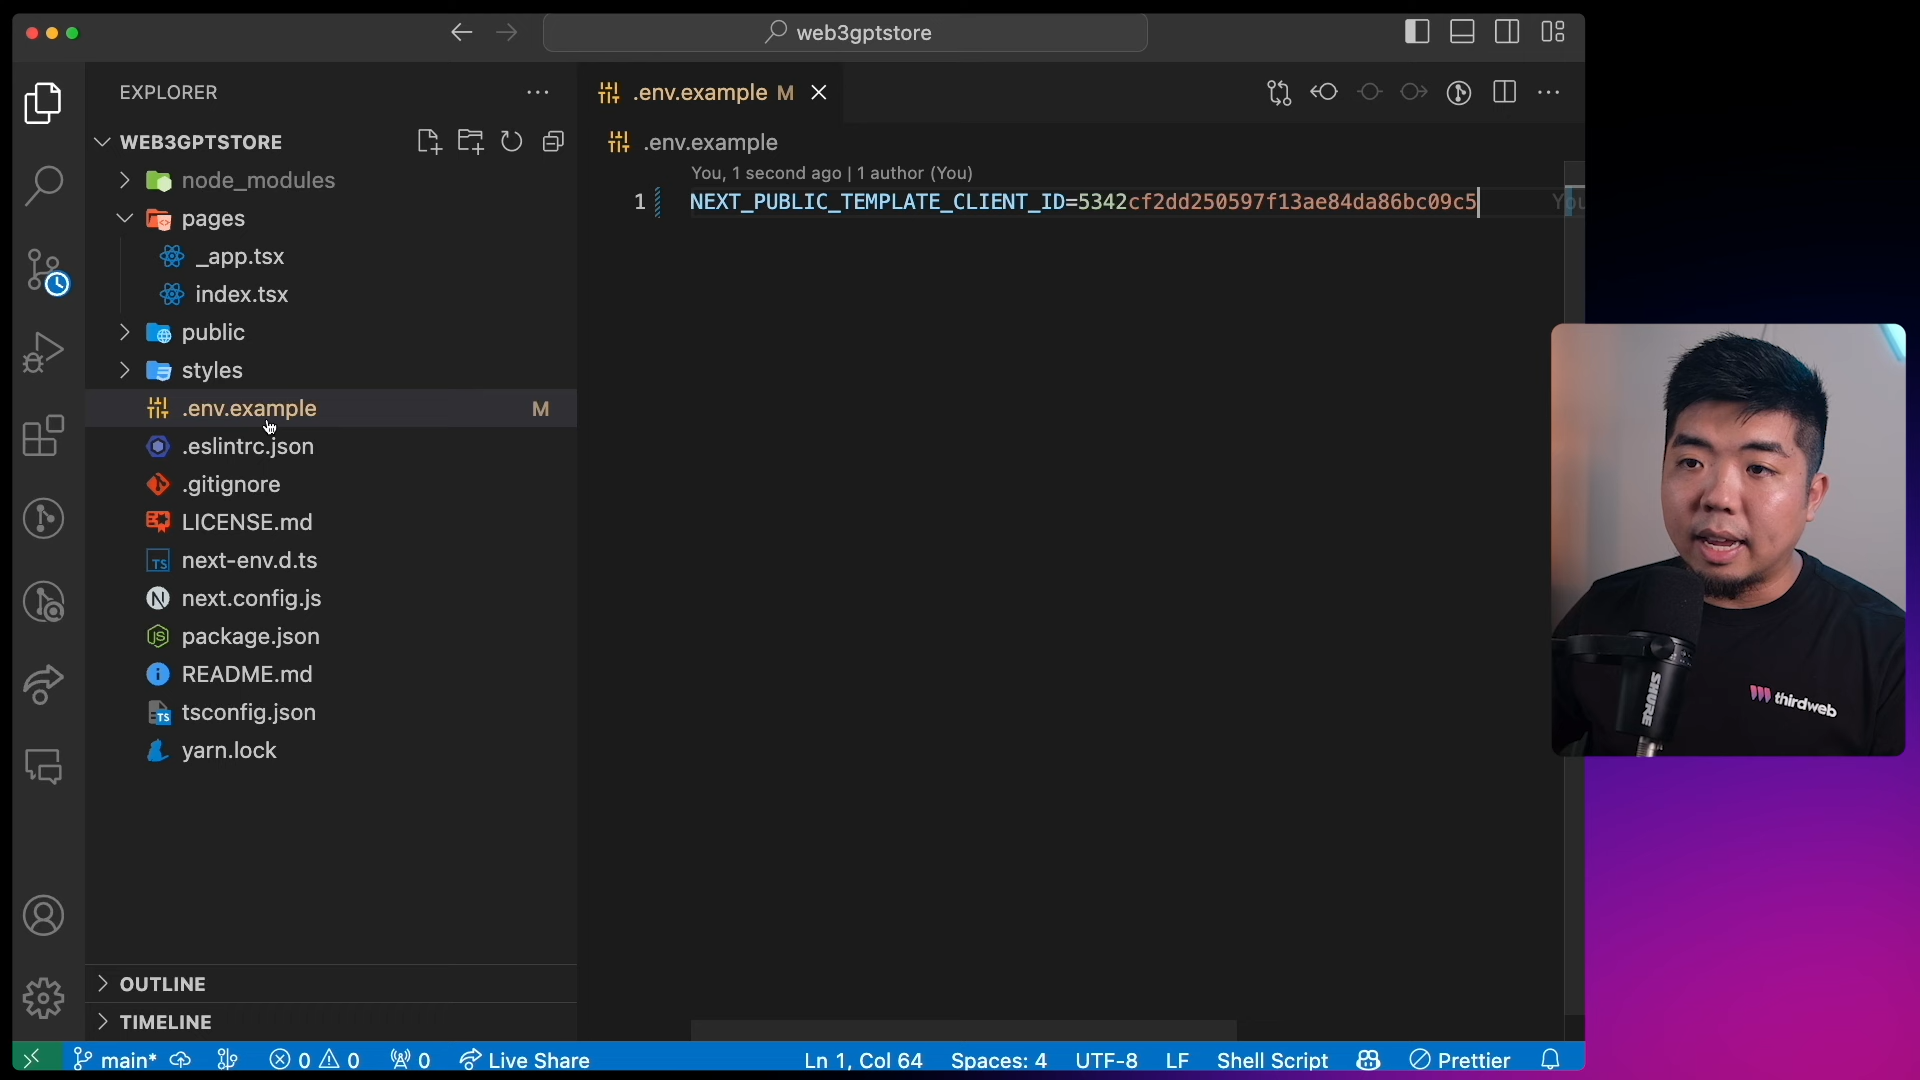 web3gptstore
EXPLORER
WEB3GPTSTORE
node_modules
pages
_app.tsx
index.tsx
public
styles
.env.example M
.eslintrc.json
.gitignore
LICENSE.md
next-env.d.ts
next.config.js
package.json
README.md
tsconfig.json
yarn.lock
OUTLINE
TIMELINE
.env.example M
.env.example
You, 1 second ago | 1 author (You)
1 NEXT_PUBLIC_TEMPLATE_CLIENT_ID=5342cf2dd250597f13ae84da86bc09c5 You
thirdweb
SHURE
main* 0 0 0 Live Share Ln 1, Col 64 Spaces: 4 UTF-8 LF Shell Script Prettier